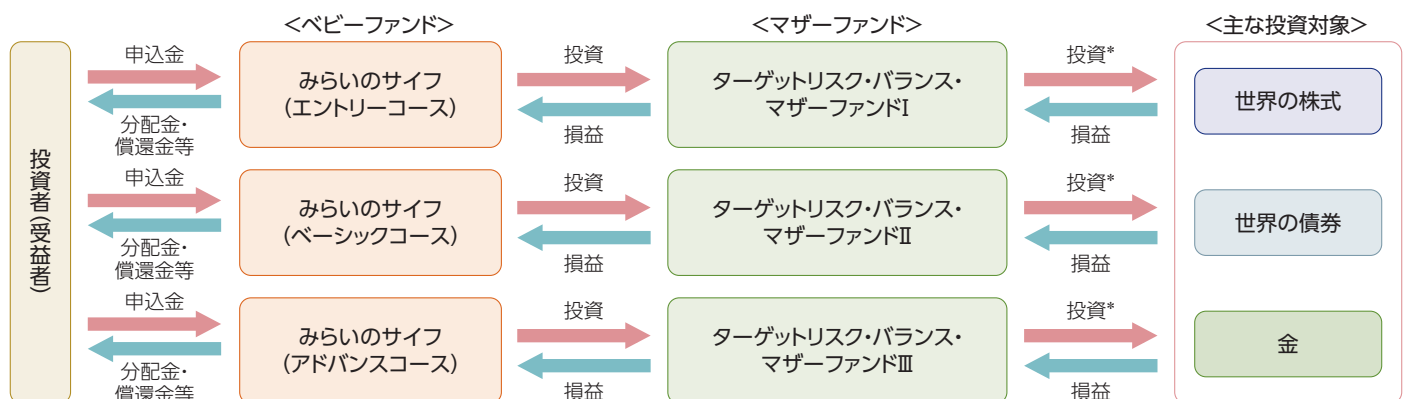 <ベビーファンド>
<マザーファンド>
<主な投資対象>
投資者(受益者)
申込金
分配金・
償還金等
みらいのサイフ
(エントリーコース)
投資
損益
ターゲットリスク・バランス・
マザーファンドⅠ
投資*
損益
世界の株式
申込金
分配金・
償還金等
みらいのサイフ
(ベーシックコース)
投資
損益
ターゲットリスク・バランス・
マザーファンドⅡ
投資*
損益
世界の債券
申込金
分配金・
償還金等
みらいのサイフ
(アドバンスコース)
投資
損益
ターゲットリスク・バランス・
マザーファンドⅢ
投資*
損益
金